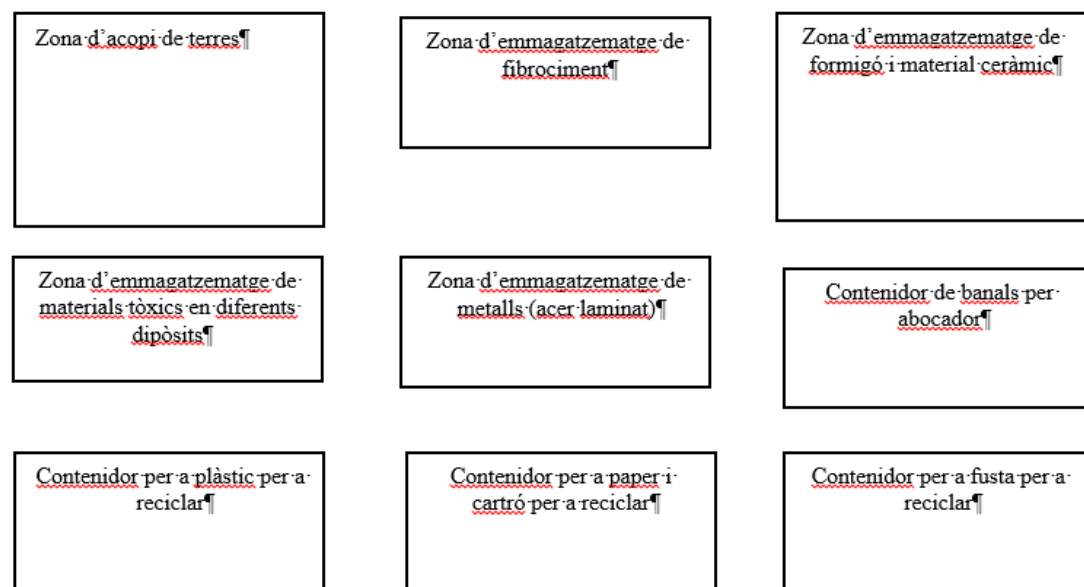 Zona d'acopi de terres¶
Zona d'emmagatzematge de
fibrociment¶
Zona d'emmagatzematge de
formigó i material ceràmic¶
Zona d'emmagatzematge de
materials tòxics en diferents
dipòsits¶
Zona d'emmagatzematge de
metalls (acer laminat)¶
Contenidor de banals per
abocador¶
Contenidor per a plàstic per a
reciclar¶
Contenidor per a paper i
cartró per a reciclar¶
Contenidor per a fusta per a
reciclar¶